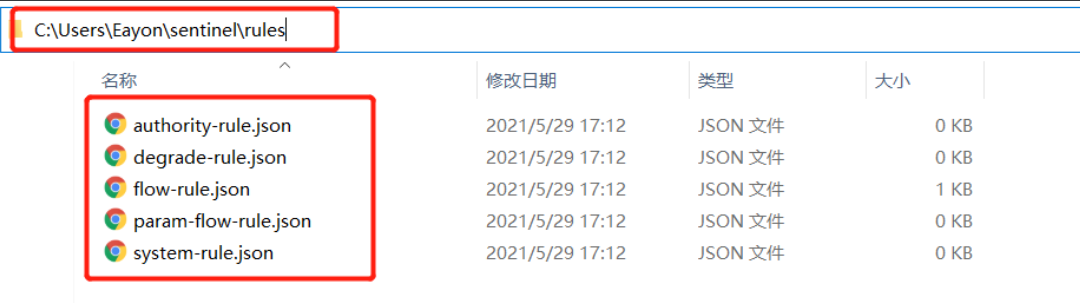 C:\Users\Eayon\sentinel\rules
名称 修改日期 类型 大小
authority-rule.json 2021/5/29 17:12 JSON 文件 0 KB
degrade-rule.json 2021/5/29 17:12 JSON 文件 0 KB
flow-rule.json 2021/5/29 17:12 JSON 文件 1 KB
param-flow-rule.json 2021/5/29 17:12 JSON 文件 0 KB
system-rule.json 2021/5/29 17:12 JSON 文件 0 KB